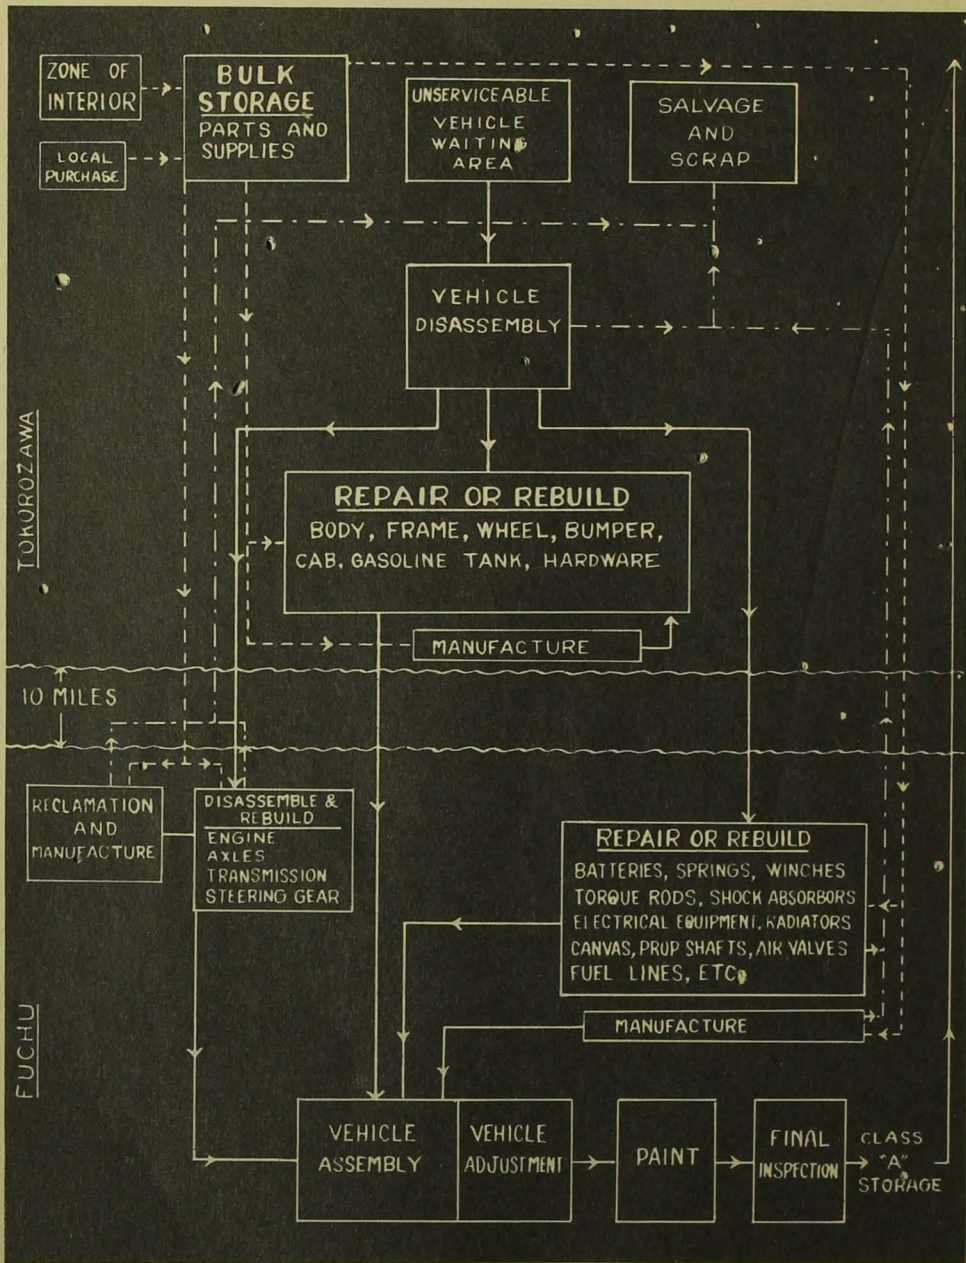 ZONE OF
INTERIOR
LOCAL
PURCHASE
BULK
STORAGE
PARTS AND
SUPPLIES
UNSERVICEABLE
VEHICLE
WAITING
AREA
SALVAGE
AND
SCRAP
VEHICLE
DISASSEMBLY
TOKUROZAWA
REPAIR OR REBUILD
BODY, FRAME, WHEEL, BUMPER,
CAB, GASOLINE TANK, HARDWARE
MANUFACTURE
10 MILES
RECLAMATION
AND
MANUFACTURE
DISASSEMBLE &
REBUILD
ENGINE
AXLES
TRANSMISSION
STEERING GEAR
REPAIR OR REBUILD
BATTERIES, SPRINGS, WINCHES
TORQUE RODS, SHOCK ABSORBORS
ELECTRICAL EQUIPMENT, RADIATORS
CANVAS, PROP SHAFTS, AIR VALVES
FUEL LINES, ETC.
MANUFACTURE
FUCHU
VEHICLE
ASSEMBLY
VEHICLE
ADJUSTMENT
PAINT
FINAL
INSPECTION
CLASS
"A"
STORAGE